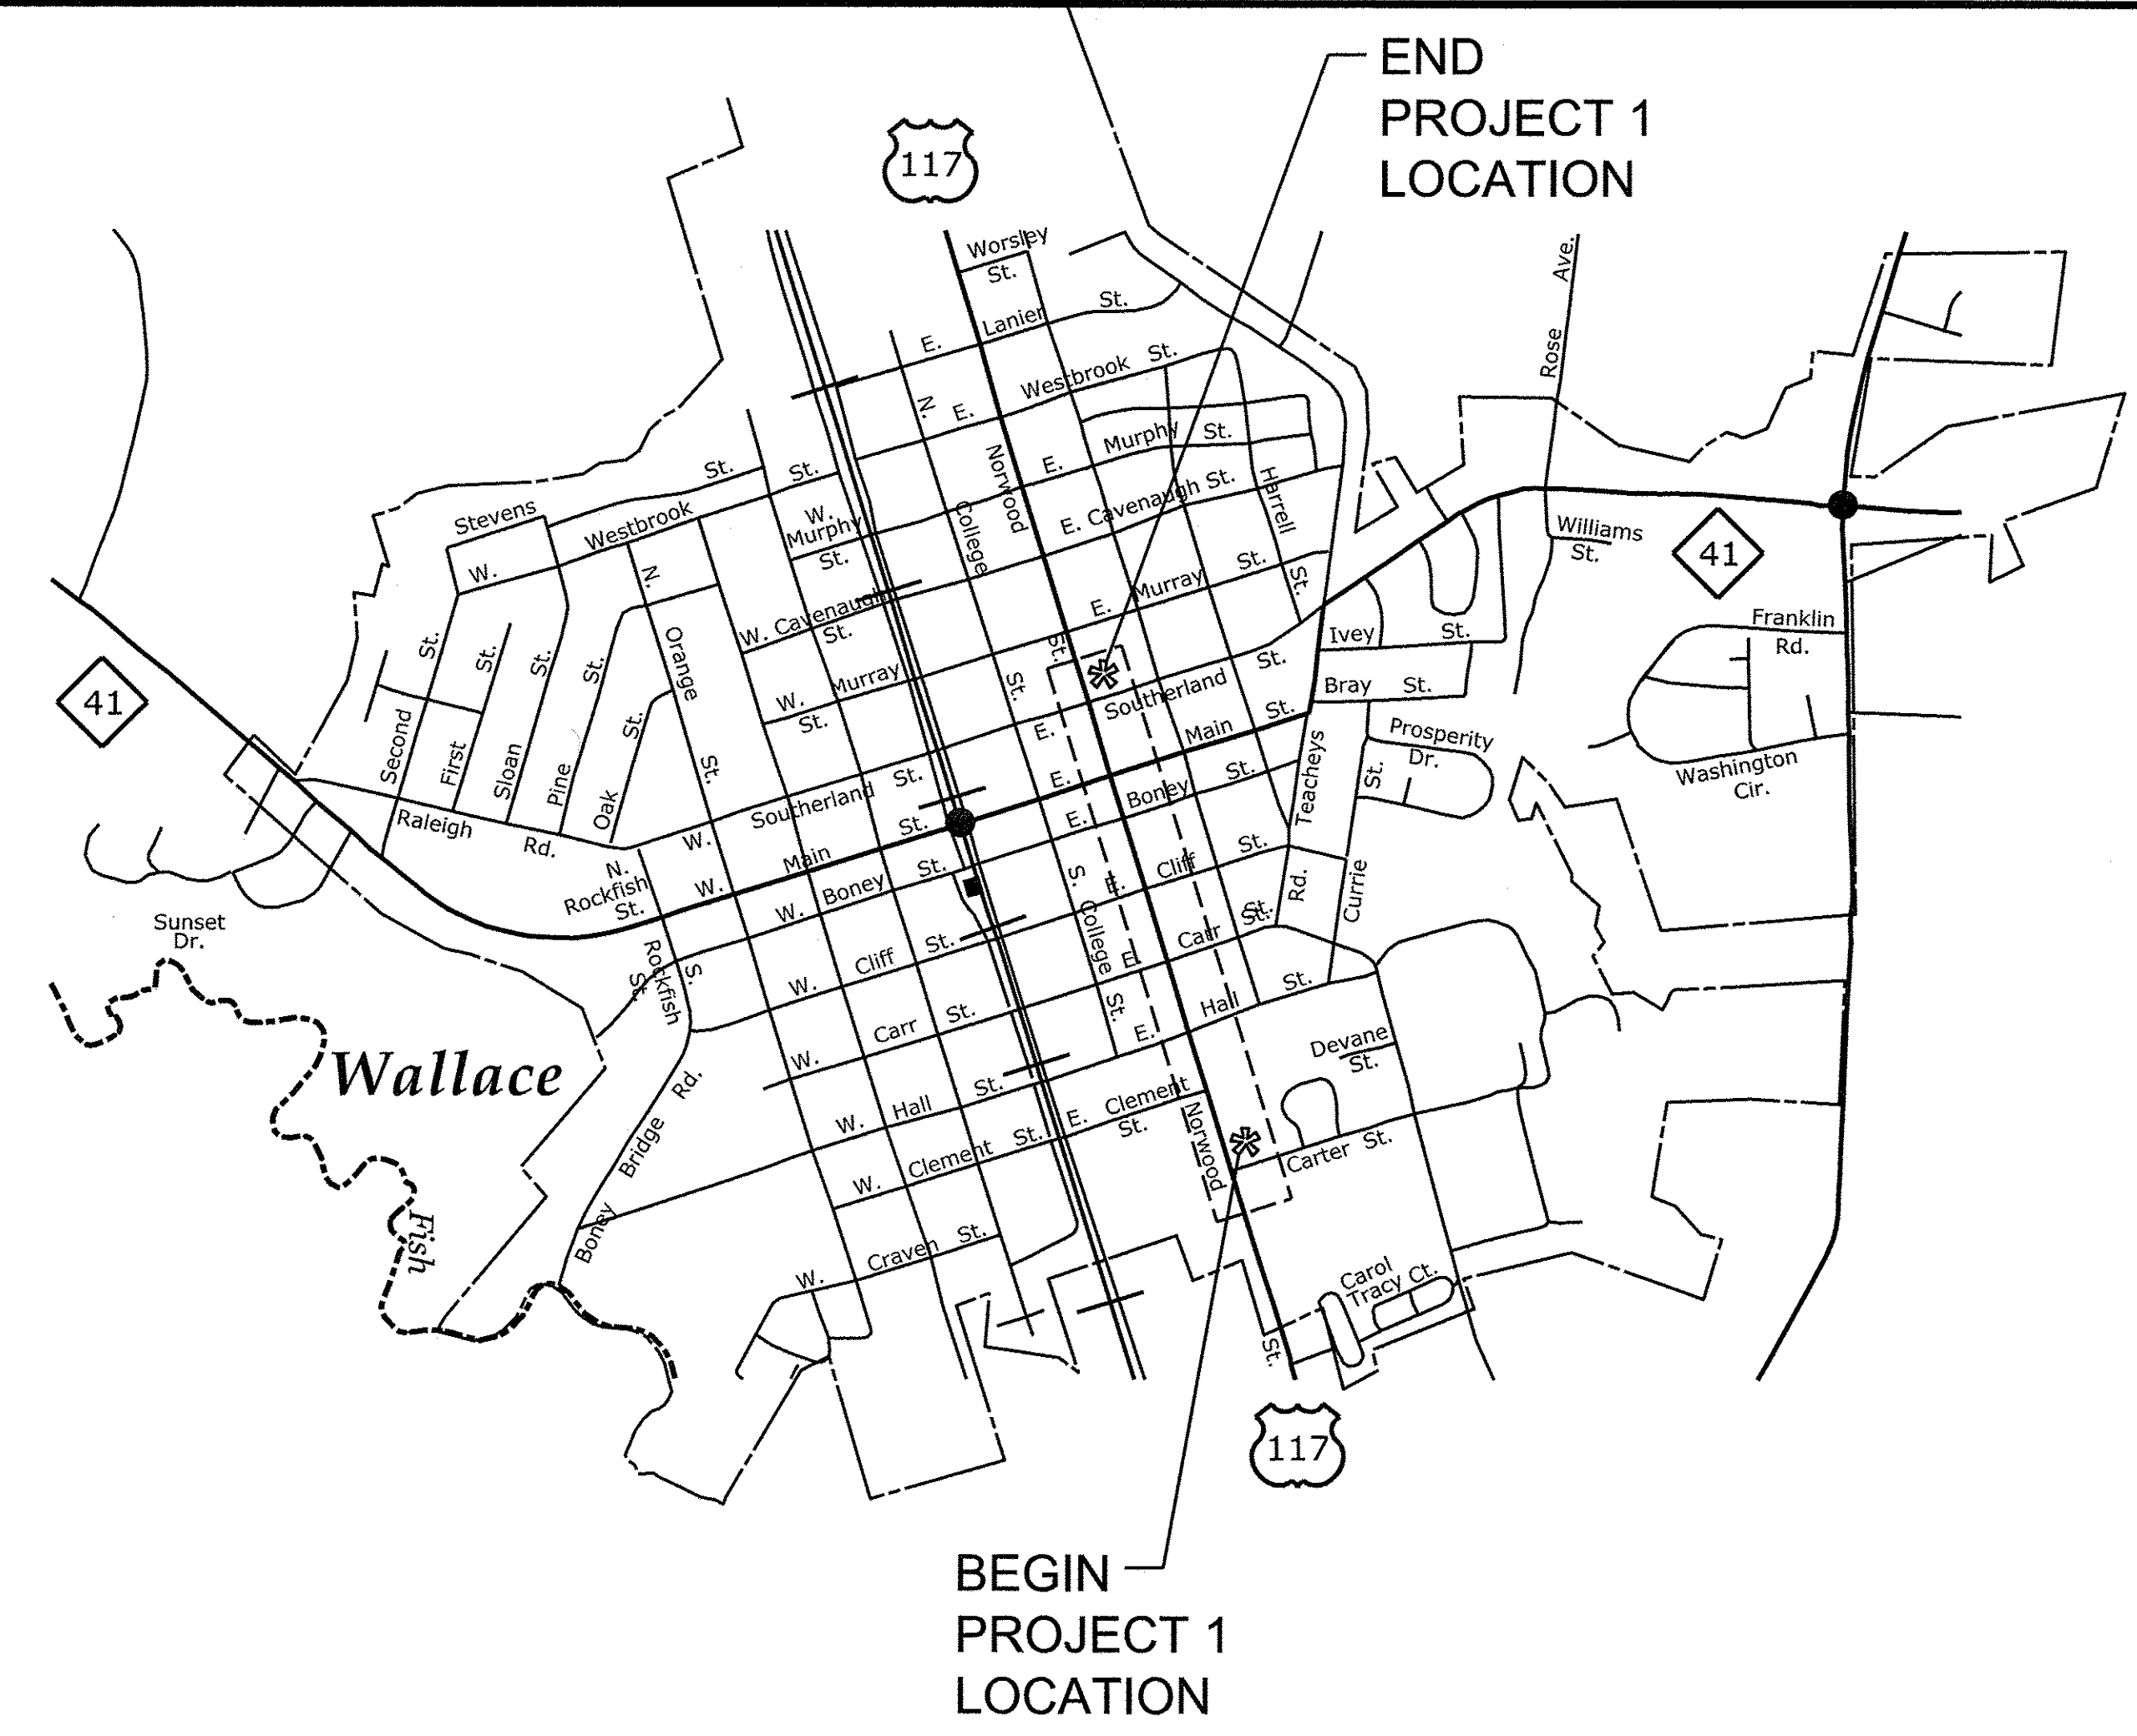 END
PROJECT 1
LOCATION
117
Worsley
St.
Rose Ave.
E. Lanier St.
E. Westbrook St.
N. College St.
Norwood St.
E. Murphy St.
E. Cavenaugh St.
Harrell St.
Stevens St.
W. Westbrook St.
W.
Murphy
St.
Williams
St.
41
W. Cavenaugh
St.
E. Murray St.
Franklin
Rd.
Ivey St.
N. Orange St.
41
W. Murray
St.
Bray St.
Second St.
First St.
Sloan St.
Pine St.
Oak St.
E. Southerland St.
Prosperity
Dr.
Washington
Cir.
E. Main St.
Teacheys Rd.
Currie St.
W. Southerland St.
Raleigh Rd.
E. Boney St.
N.
Rockfish
St.
W. Main St.
W. Boney St.
E. Cliff St.
S. College St.
Sunset
Dr.
S. Rockfish St.
W. Cliff St.
E. Carr St.
W. Carr St.
E. Hall St.
Devane
St.
Wallace
W. Hall St.
E. Clement
St.
Norwood St.
Boney Bridge Rd.
W. Clement St.
Carter St.
Fish
W. Craven St.
Carol
Tracy Ct.
117
BEGIN
PROJECT 1
LOCATION